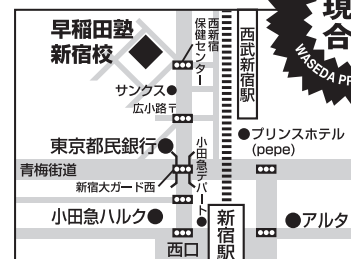 早稲田塾
新宿校
西新宿
保健センター
西武新宿駅
現
合
WASEDA PR
サンクス
広小路〒
プリンスホテル
(pepe)
東京都民銀行
小田急デパート
青梅街道
新宿大ガード西
小田急ハルク
新宿駅
アルタ
西口